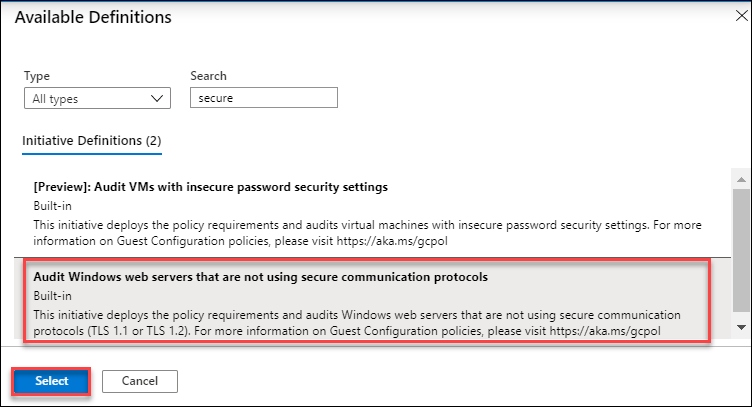 Available Definitions
Type
Search
All types
secure
Initiative Definitions (2)
[Preview]: Audit VMs with insecure password security settings
Built-in
This initiative deploys the policy requirements and audits virtual machines with insecure password security settings. For more
information on Guest Configuration policies, please visit https://aka.ms/gcpol
Audit Windows web servers that are not using secure communication protocols
Built-in
This initiative deploys the policy requirements and audits Windows web servers that are not using secure communication
protocols (TLS 1.1 or TLS 1.2). For more information on Guest Configuration policies, please visit https://aka.ms/gcpol
Select
Cancel